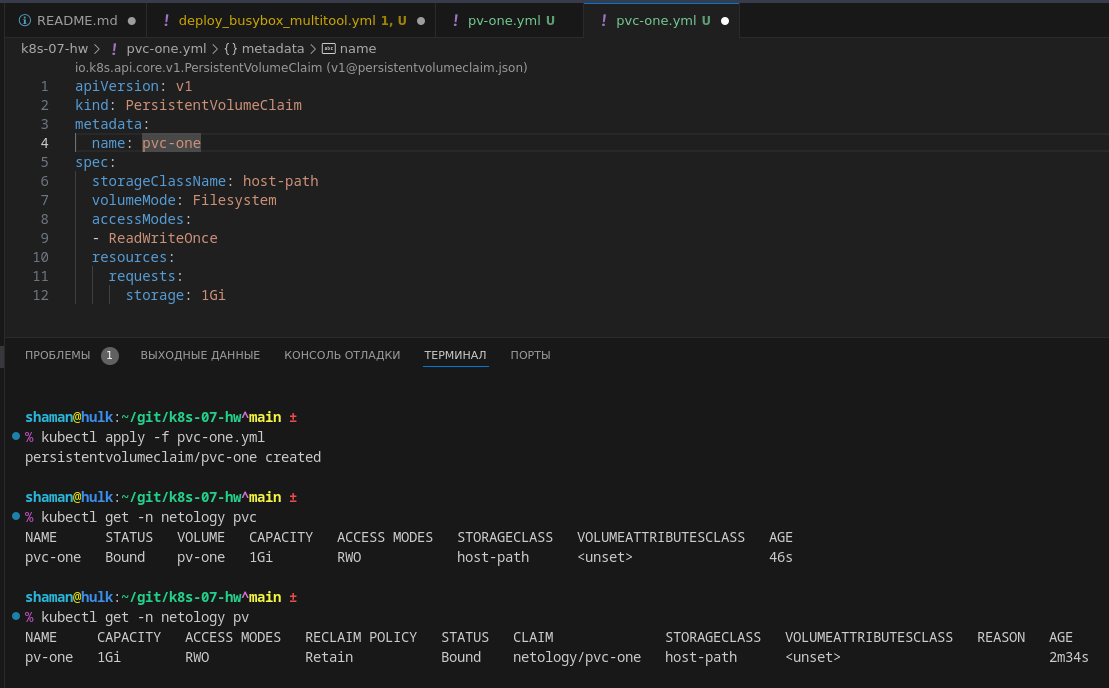 README.md ● ! deploy_busybox_multitool.yml 1, U ● ! pv-one.yml U ! pvc-one.yml U ●
k8s-07-hw > ! pvc-one.yml > {} metadata > abc name
io.k8s.api.core.v1.PersistentVolumeClaim (v1@persistentvolumeclaim.json)
1 apiVersion: v1
2 kind: PersistentVolumeClaim
3 metadata:
4   name: pvc-one
5 spec:
6   storageClassName: host-path
7   volumeMode: Filesystem
8   accessModes:
9   - ReadWriteOnce
10   resources:
11     requests:
12       storage: 1Gi
ПРОБЛЕМЫ 1 ВЫХОДНЫЕ ДАННЫЕ КОНСОЛЬ ОТЛАДКИ ТЕРМИНАЛ ПОРТЫ
shaman@hulk:~/git/k8s-07-hw^main ±
% kubectl apply -f pvc-one.yml
persistentvolumeclaim/pvc-one created
shaman@hulk:~/git/k8s-07-hw^main ±
% kubectl get -n netology pvc
NAME STATUS VOLUME CAPACITY ACCESS MODES STORAGECLASS VOLUMEATTRIBUTESCLASS AGE
pvc-one Bound pv-one 1Gi RWO host-path <unset> 46s
shaman@hulk:~/git/k8s-07-hw^main ±
% kubectl get -n netology pv
NAME CAPACITY ACCESS MODES RECLAIM POLICY STATUS CLAIM STORAGECLASS VOLUMEATTRIBUTESCLASS REASON AGE
pv-one 1Gi RWO Retain Bound netology/pvc-one host-path <unset> 2m34s